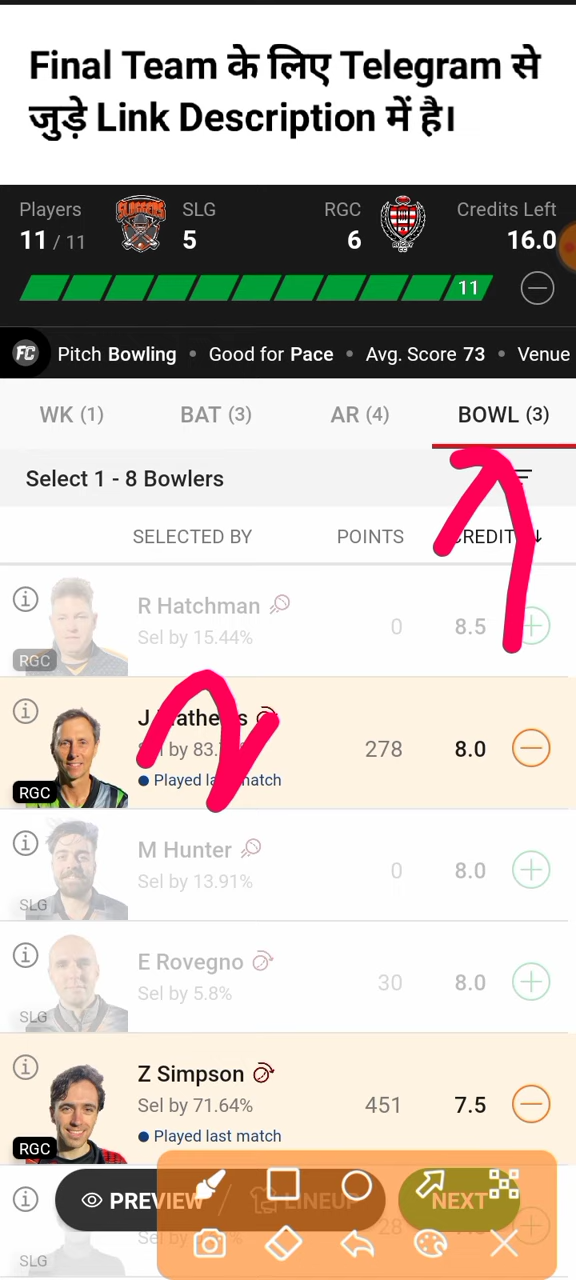 Final Team के लिए Telegram से
जुड़े Link Description में है।
Players SLG RGC Credits Left
11 / 11 SLUGGERS 5 6 16.0
11
FC Pitch Bowling • Good for Pace • Avg. Score 73 • Venue
WK (1) BAT (3) AR (4) BOWL (3)
Select 1 - 8 Bowlers
SELECTED BY POINTS CREDIT
R Hatchman
Sel by 15.44% 0 8.5
RGC
J
by 83. 278 8.0
Played match
RGC
M Hunter
Sel by 13.91% 0 8.0
SLG
E Rovegno
Sel by 5.8% 30 8.0
SLG
Z Simpson
Sel by 71.64% 451 7.5
Played last match
RGC
PREVIEW / LINEUP NEXT
Sel by 28
SLG